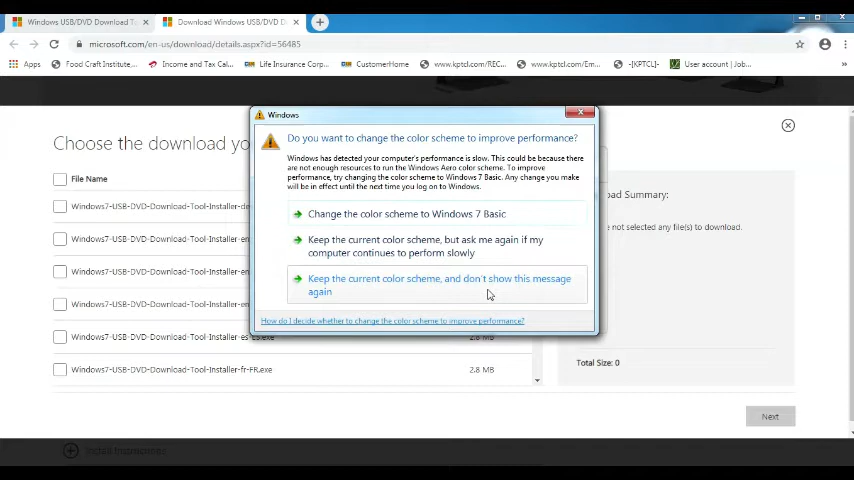 Windows USB/DVD Download T
Download Windows USB/DVD D
microsoft.com/en-us/download/details.aspx?id=56485
Apps
Food Craft Institute,...
Income and Tax Cal...
Life Insurance Corp...
CustomerHome
www.kptcl.com/REC...
www.kptcl.com/Em...
-[KPTCL]-
User account | Job...
Windows
Choose the download yo
Do you want to change the color scheme to improve performance?
Windows has detected your computer's performance is slow. This could be because there
are not enough resources to run the Windows Aero color scheme. To improve
performance, try changing the color scheme to Windows 7 Basic. Any change you make
will be in effect until the next time you log on to Windows.
File Name
Change the color scheme to Windows 7 Basic
Keep the current color scheme, but ask me again if my
computer continues to perform slowly
Keep the current color scheme, and don't show this message
again
How do I decide whether to change the color scheme to improve performance?
Windows7-USB-DVD-Download-Tool-Installer-de
Windows7-USB-DVD-Download-Tool-Installer-en
Windows7-USB-DVD-Download-Tool-Installer-en
Windows7-USB-DVD-Download-Tool-Installer-en
Windows7-USB-DVD-Download-Tool-Installer-es-ES.exe
2.8 MB
Windows7-USB-DVD-Download-Tool-Installer-fr-FR.exe
2.8 MB
oad Summary:
e not selected any file(s) to download.
Total Size: 0
Next
Install Instructions